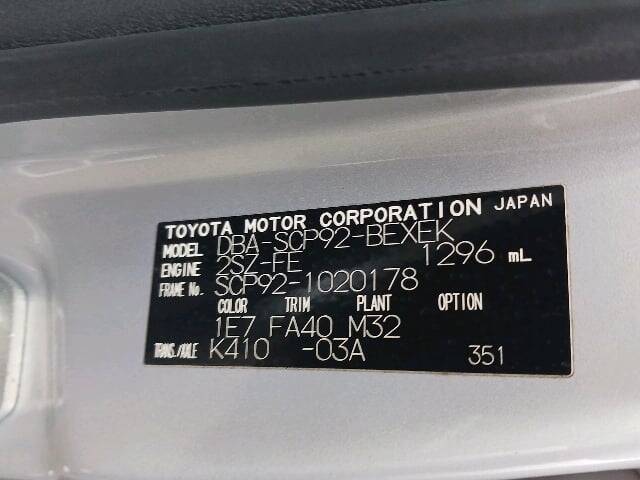 TOYOTA MOTOR CORPORATION JAPAN
MODEL DBA-SCP92-BEXEK
ENGINE 2SZ-FE 1296 mL
FRAME No. SCP92-1020178
COLOR TRIM PLANT OPTION
1E7 FA40 M32
TRANS./AXLE K410 -03A 351